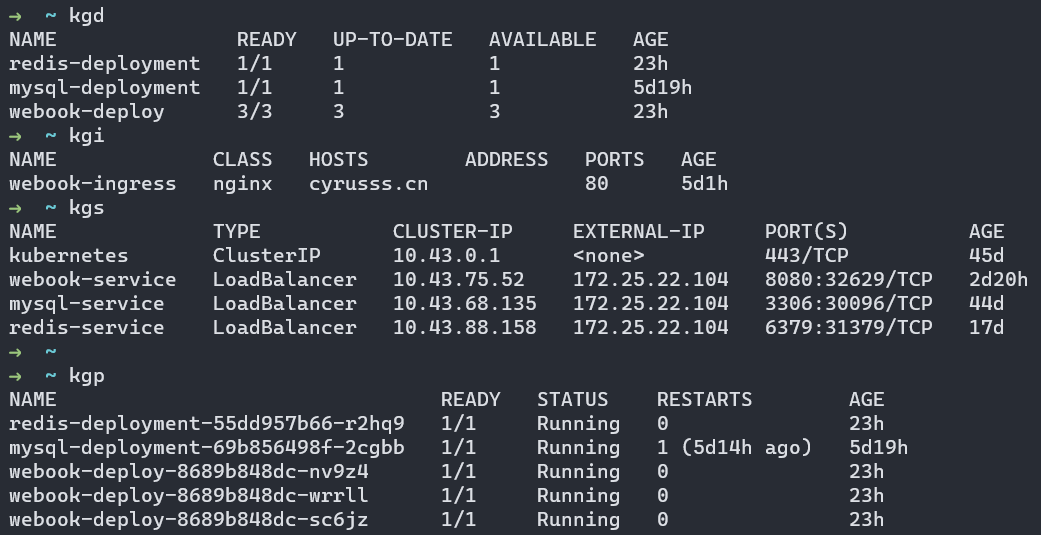 → ~ kgd
NAME READY UP-TO-DATE AVAILABLE AGE
redis-deployment 1/1 1 1 23h
mysql-deployment 1/1 1 1 5d19h
webook-deploy 3/3 3 3 23h
→ ~ kgi
NAME CLASS HOSTS ADDRESS PORTS AGE
webook-ingress nginx cyrusss.cn 80 5d1h
→ ~ kgs
NAME TYPE CLUSTER-IP EXTERNAL-IP PORT(S) AGE
kubernetes ClusterIP 10.43.0.1 <none> 443/TCP 45d
webook-service LoadBalancer 10.43.75.52 172.25.22.104 8080:32629/TCP 2d20h
mysql-service LoadBalancer 10.43.68.135 172.25.22.104 3306:30096/TCP 44d
redis-service LoadBalancer 10.43.88.158 172.25.22.104 6379:31379/TCP 17d
→ ~
→ ~ kgp
NAME READY STATUS RESTARTS AGE
redis-deployment-55dd957b66-r2hq9 1/1 Running 0 23h
mysql-deployment-69b856498f-2cgbb 1/1 Running 1 (5d14h ago) 5d19h
webook-deploy-8689b848dc-nv9z4 1/1 Running 0 23h
webook-deploy-8689b848dc-wrrll 1/1 Running 0 23h
webook-deploy-8689b848dc-sc6jz 1/1 Running 0 23h